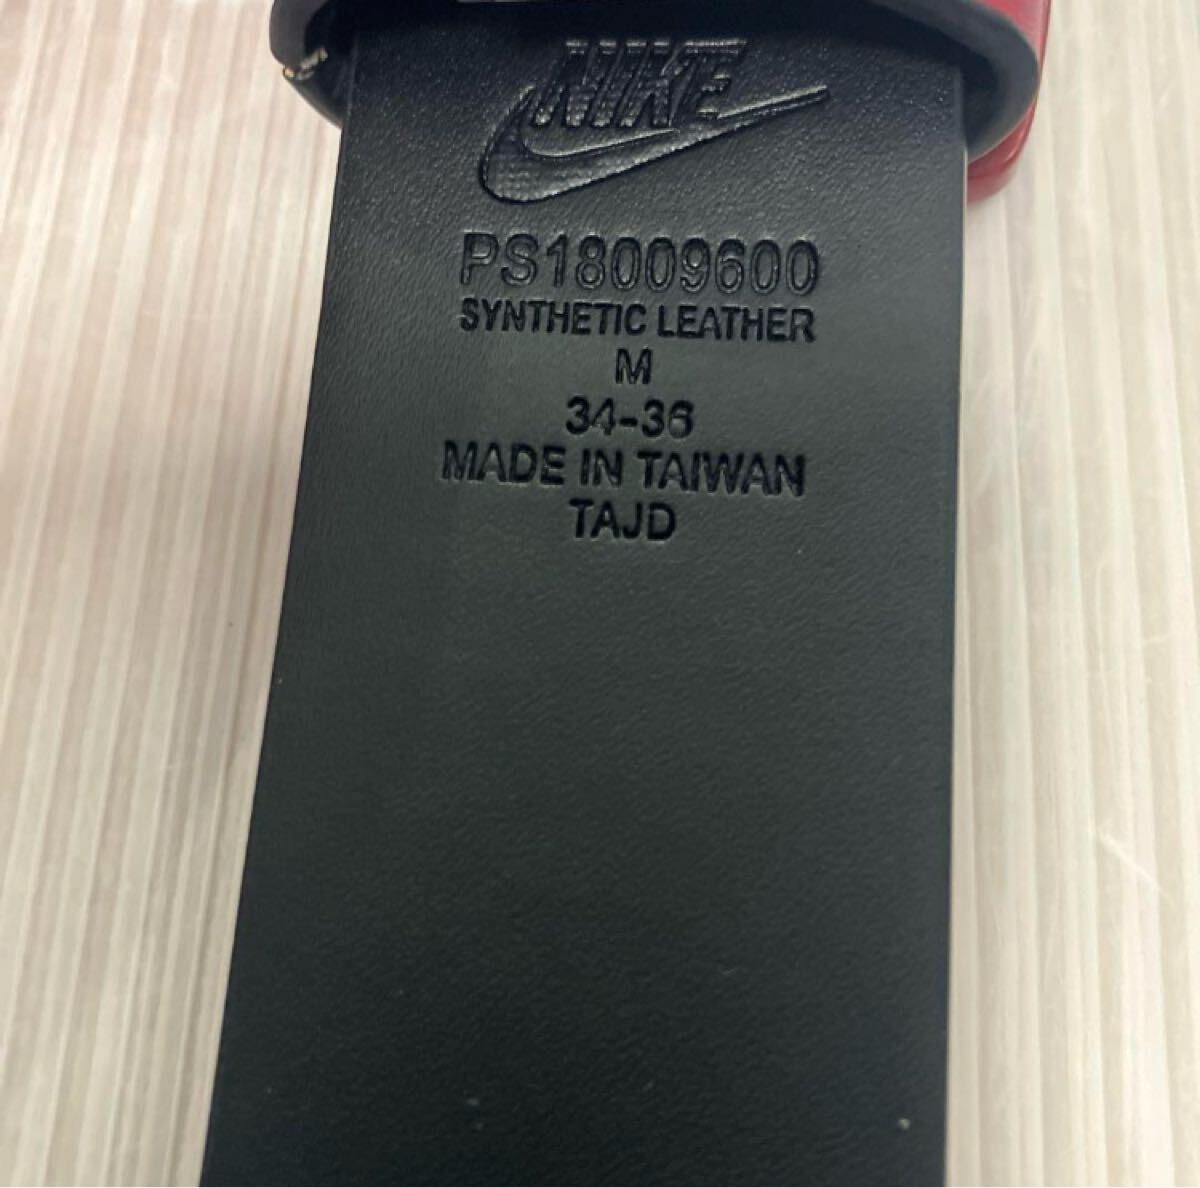 NIKE
PS18009600
SYNTHETIC LEATHER
M
34-36
MADE IN TAIWAN
TAJD